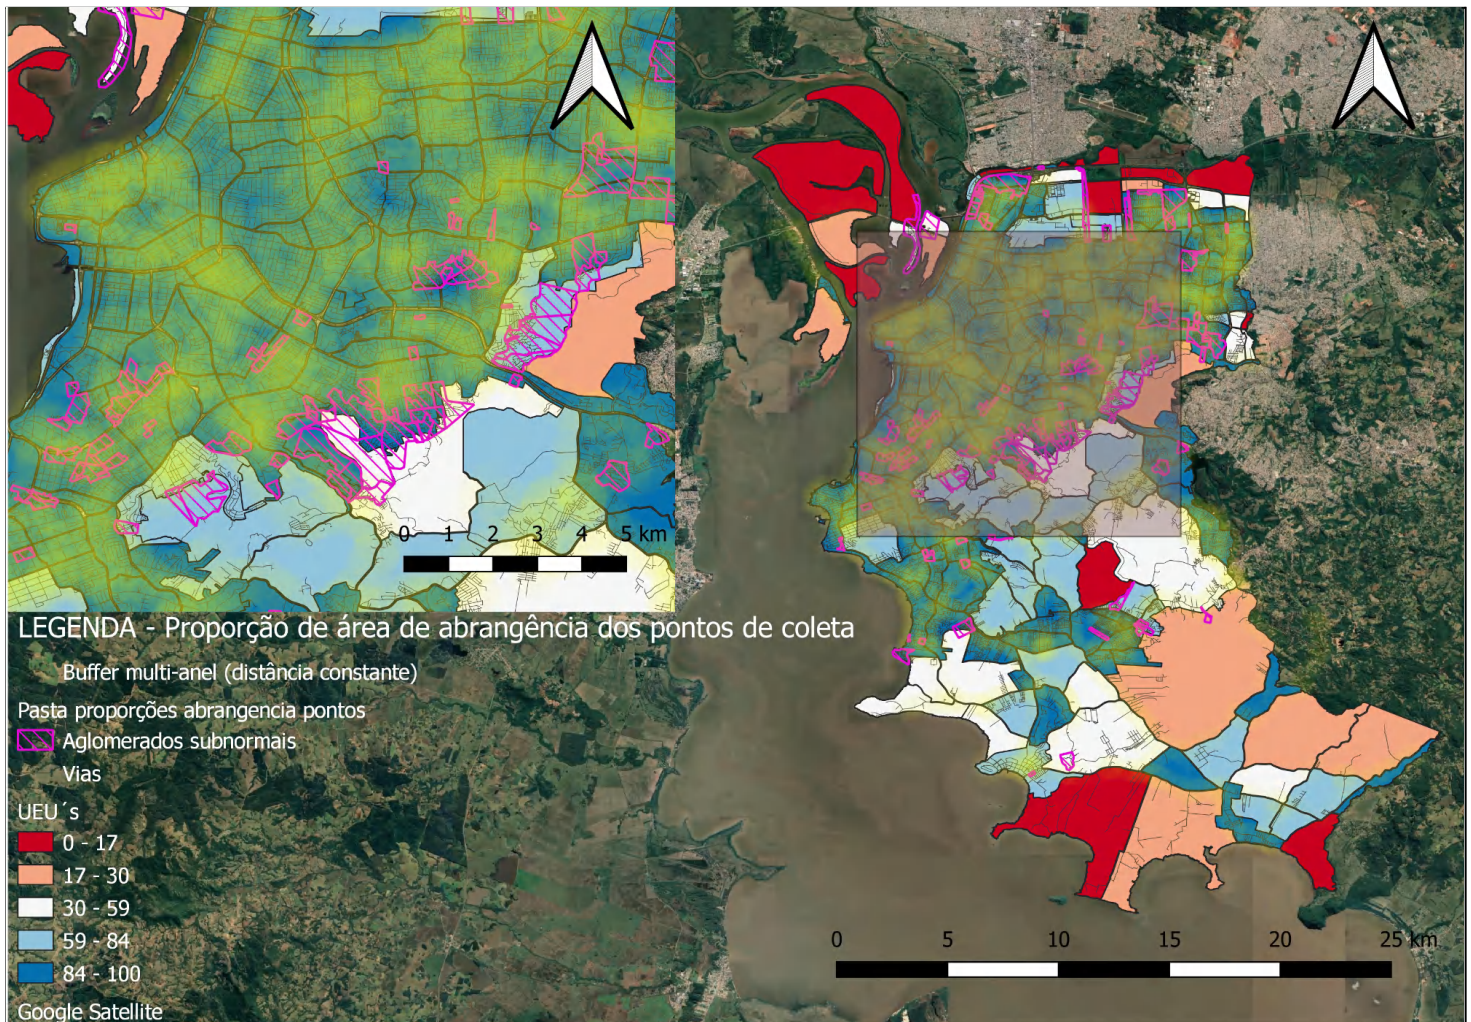 0 1 2 3 4 5 km
LEGENDA - Proporção de área de abrangência dos pontos de coleta
Buffer multi-anel (distância constante)
Pasta proporções abrangencia pontos
Aglomerados subnormais
Vias
UEU´s
0 - 17
17 - 30
30 - 59
59 - 84
84 - 100
Google Satellite
0 5 10 15 20 25 km